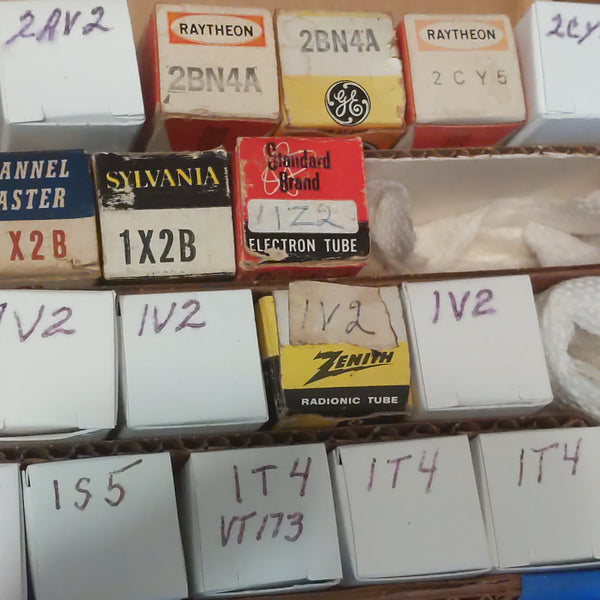 2AV2
RAYTHEON
2BN4A
2BN4A
GE
RAYTHEON
2CY5
2CY
ANNEL
ASTER
X2B
SYLVANIA
1X2B
Standard
Brand
1Z2
ELECTRON TUBE
1V2
1V2
1V2
ZENITH
RADIONIC TUBE
1V2
1S5
1T4
VT173
1T4
1T4